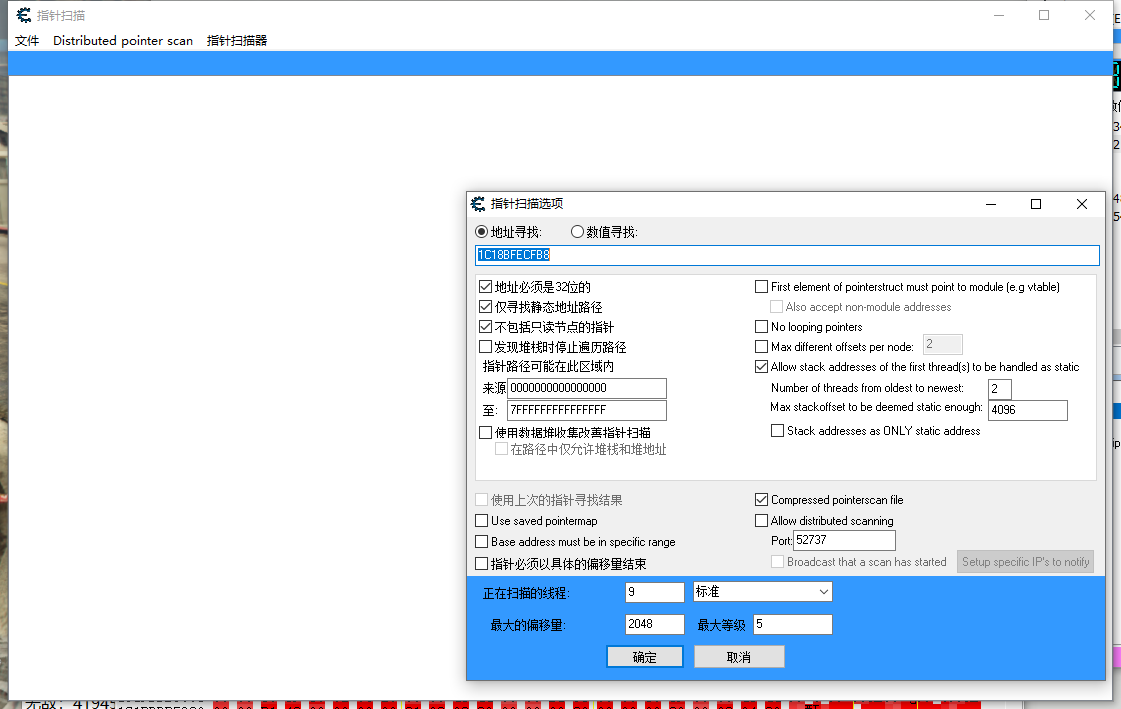 指针扫描
文件 Distributed pointer scan 指针扫描器
指针扫描选项
地址寻找: 数值寻找:
1C18BFECFB8
地址必须是32位的
仅寻找静态地址路径
不包括只读节点的指针
发现堆栈时停止遍历路径
指针路径可能在此区域内
来源 0000000000000000
至: 7FFFFFFFFFFFFFFF
使用数据堆收集改善指针扫描
在路径中仅允许堆栈和堆地址
First element of pointerstruct must point to module (e.g vtable)
Also accept non-module addresses
No looping pointers
Max different offsets per node: 2
Allow stack addresses of the first thread(s) to be handled as static
Number of threads from oldest to newest: 2
Max stackoffset to be deemed static enough: 4096
Stack addresses as ONLY static address
使用上次的指针寻找结果
Use saved pointermap
Base address must be in specific range
指针必须以具体的偏移量结束
Compressed pointerscan file
Allow distributed scanning
Port: 52737
Broadcast that a scan has started Setup specific IP's to notify
正在扫描的线程: 9 标准
最大的偏移量: 2048 最大等级 5
确定 取消